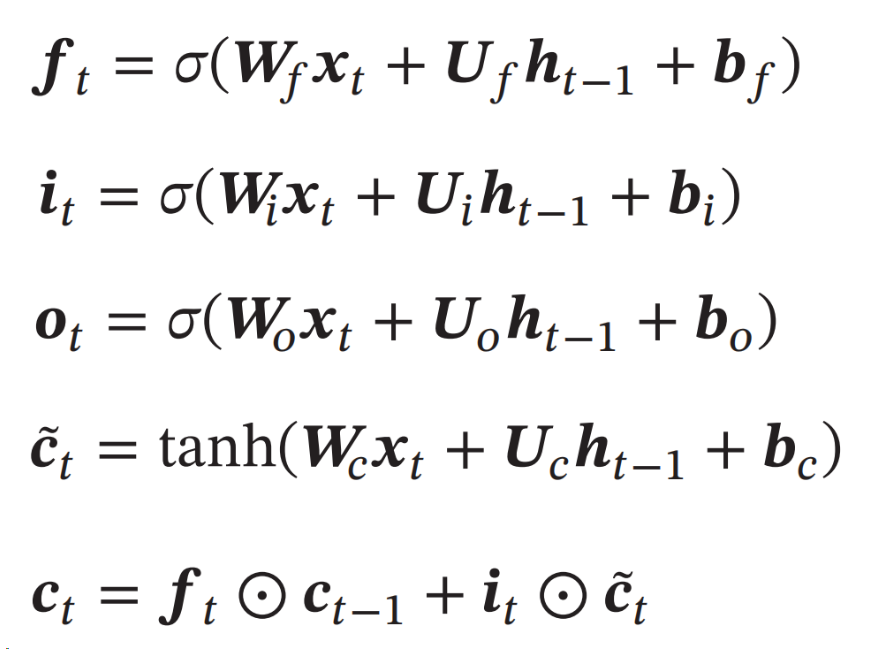 f_t = σ(W_f x_t + U_f h_{t−1} + b_f)
i_t = σ(W_i x_t + U_i h_{t−1} + b_i)
o_t = σ(W_o x_t + U_o h_{t−1} + b_o)
c̃_t = tanh(W_c x_t + U_c h_{t−1} + b_c)
c_t = f_t ⊙ c_{t−1} + i_t ⊙ c̃_t